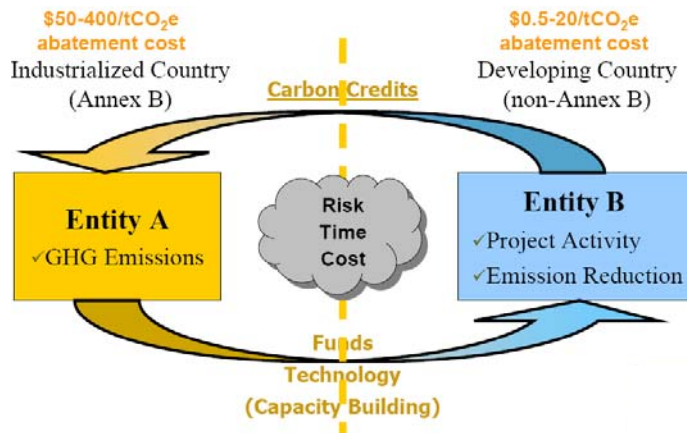 $50-400/tCO₂e
abatement cost
Industrialized Country
(Annex B)
$0.5-20/tCO₂e
abatement cost
Developing Country
(non-Annex B)
Carbon Credits
Entity A
✓GHG Emissions
Risk
Time
Cost
Entity B
✓Project Activity
✓Emission Reduction
Funds
Technology
(Capacity Building)